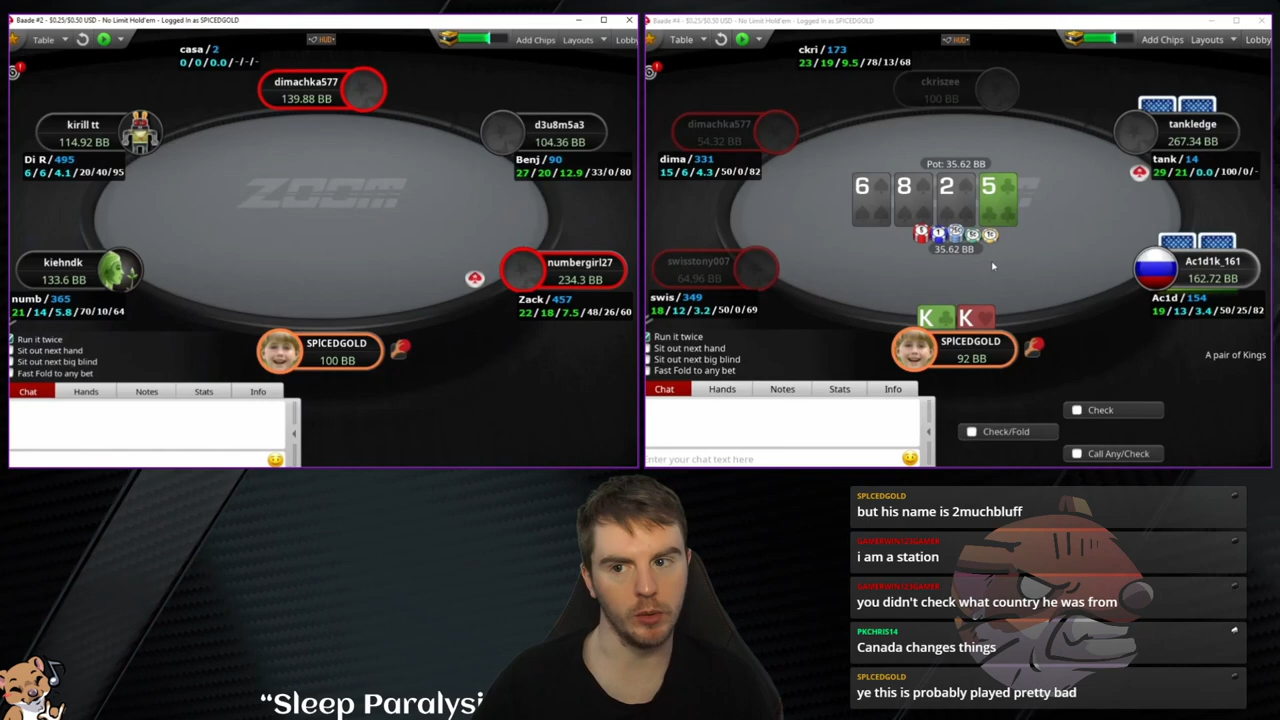 Baade #2 - $0.25/$0.50 USD - No Limit Hold'em - Logged In as SPlCEDGOLD
Table
HUD
Add Chips
Layouts
Lobby
casa / 2
0/0/0.0/-/-/-
dimachka577
139.88 BB
kirill tt
114.92 BB
d3u8m5a3
104.36 BB
Di R / 495
6/6/4.1/20/40/95
Benj / 90
27/20/12.9/33/0/80
ZOOM
kiehndk
133.6 BB
numbergirl27
234.3 BB
numb / 365
21/14/5.8/70/10/64
Zack / 457
22/18/7.5/48/26/60
SPlCEDGOLD
100 BB
Run it twice
Sit out next hand
Sit out next big blind
Fast Fold to any bet
Chat
Hands
Notes
Stats
Info
Baade #4 - $0.25/$0.50 USD - No Limit Hold'em - Logged In as SPlCEDGOLD
Table
HUD
Add Chips
Layouts
Lobby
ckri / 173
23/19/9.5/78/13/68
ckriszee
100 BB
dimachka577
54.32 BB
tankledge
267.34 BB
dima / 331
15/6/4.3/50/0/82
tank / 14
29/21/0.0/100/0/-
Pot: 35.62 BB
6 8 2 5
35.62 BB
swisstony007
64.96 BB
Ac1d1k_161
162.72 BB
swis / 349
18/12/3.2/50/0/69
Ac1d / 154
19/13/3.4/50/25/82
K K
SPlCEDGOLD
92 BB
A pair of Kings
Run it twice
Sit out next hand
Sit out next big blind
Fast Fold to any bet
Chat
Hands
Notes
Stats
Info
Enter your chat text here
Check
Check/Fold
Call Any/Check
SPLCEDGOLD
but his name is 2muchbluff
GAMERWIN123GAMER
i am a station
GAMERWIN123GAMER
you didn't check what country he was from
PKCHRIS14
Canada changes things
SPLCEDGOLD
ye this is probably played pretty bad
“Sleep Paralysi